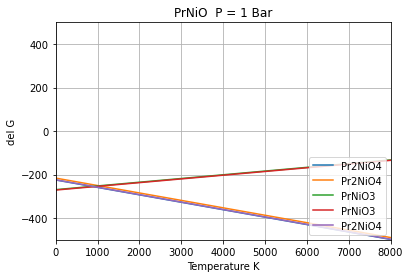 PrNiO P = 1 Bar
del G
400
200
0
−200
−400
0 1000 2000 3000 4000 5000 6000 7000 8000
Temperature K
Pr2NiO4
Pr2NiO4
PrNiO3
PrNiO3
Pr2NiO4